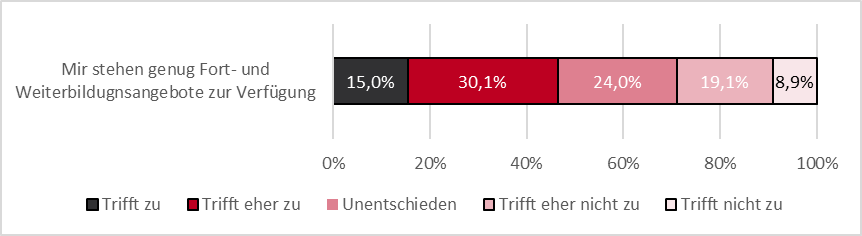 Mir stehen genug Fort- und
Weiterbildugnsangebote zur Verfügung
15,0% 30,1% 24,0% 19,1% 8,9%
0% 20% 40% 60% 80% 100%
Trifft zu Trifft eher zu Unentschieden Trifft eher nicht zu Trifft nicht zu